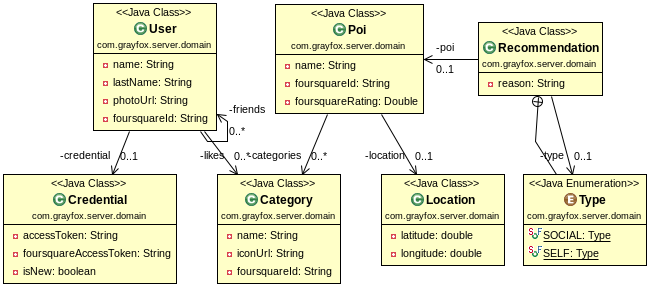 <<Java Class>>
User
com.grayfox.server.domain
name: String
lastName: String
photoUrl: String
foursquareId: String
<<Java Class>>
Poi
com.grayfox.server.domain
name: String
foursquareId: String
foursquareRating: Double
<<Java Class>>
Recommendation
com.grayfox.server.domain
reason: String
-poi
0..1
-friends
0..*
-credential
0..1
-likes
0..*
-categories
0..*
-location
0..1
-type
0..1
<<Java Class>>
Credential
com.grayfox.server.domain
accessToken: String
foursquareAccessToken: String
isNew: boolean
<<Java Class>>
Category
com.grayfox.server.domain
name: String
iconUrl: String
foursquareId: String
<<Java Class>>
Location
com.grayfox.server.domain
latitude: double
longitude: double
<<Java Enumeration>>
Type
com.grayfox.server.domain
SOCIAL: Type
SELF: Type